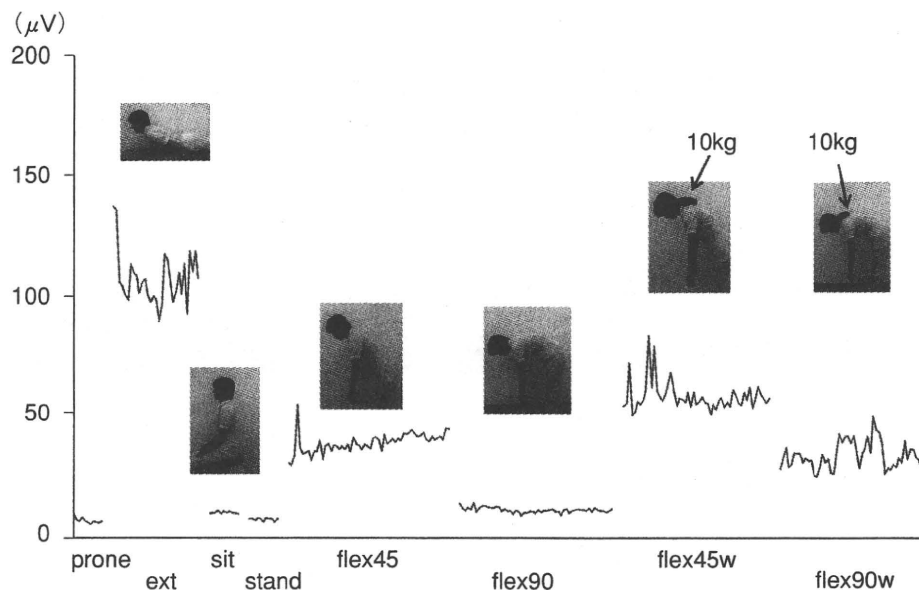 (μV)
200
150
100
50
0
10kg
10kg
prone
ext
sit
stand
flex45
flex90
flex45w
flex90w